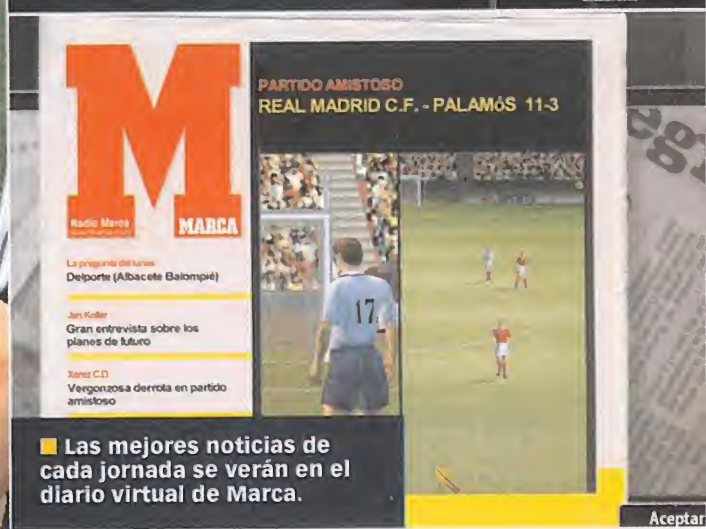 M
Radio Marca
MARCA
PARTIDO AMISTOSO
REAL MADRID C.F. - PALAMóS 11-3
La pregunta del lunes
Delporte (Albacete Balompié)
Jan Koller
Gran entrevista sobre los
planes de futuro
Xerez C.D.
Vergonzosa derrota en partido
amistoso
17
Las mejores noticias de
cada jornada se verán en el
diario virtual de Marca.
Aceptar